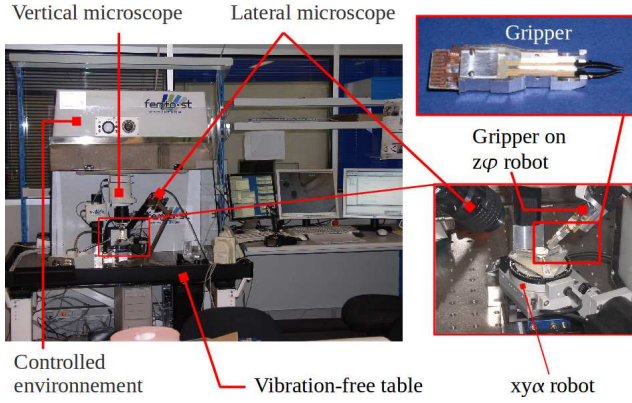 Vertical microscope
Lateral microscope
Gripper
femto-st
Gripper on
zφ robot
Controlled
environnement
Vibration-free table
xyα robot